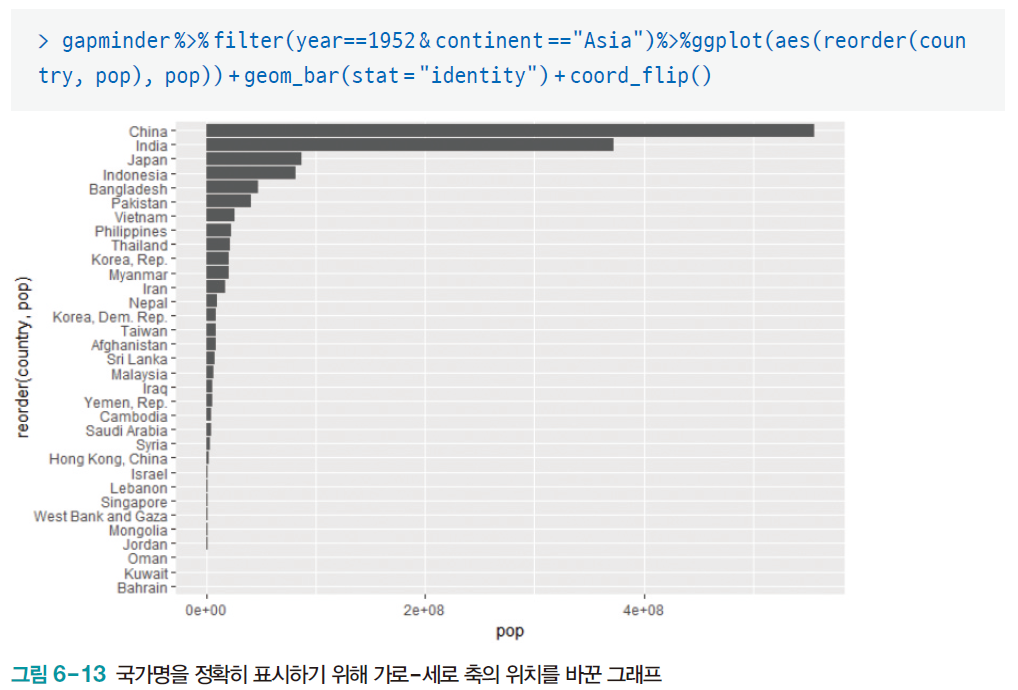 > gapminder%>%filter(year==1952&continent=="Asia")%>%ggplot(aes(reorder(coun
try, pop), pop))+geom_bar(stat="identity")+coord_flip()
China
India
Japan
Indonesia
Bangladesh
Pakistan
Vietnam
Philippines
Thailand
Korea, Rep.
Myanmar
Iran
Nepal
Korea, Dem. Rep.
Taiwan
Afghanistan
Sri Lanka
Malaysia
Iraq
Yemen, Rep.
Cambodia
Saudi Arabia
Syria
Hong Kong, China
Israel
Lebanon
Singapore
West Bank and Gaza
Mongolia
Jordan
Oman
Kuwait
Bahrain
reorder(country, pop)
0e+00 2e+08 4e+08
pop
그림 6-13 국가명을 정확히 표시하기 위해 가로-세로 축의 위치를 바꾼 그래프